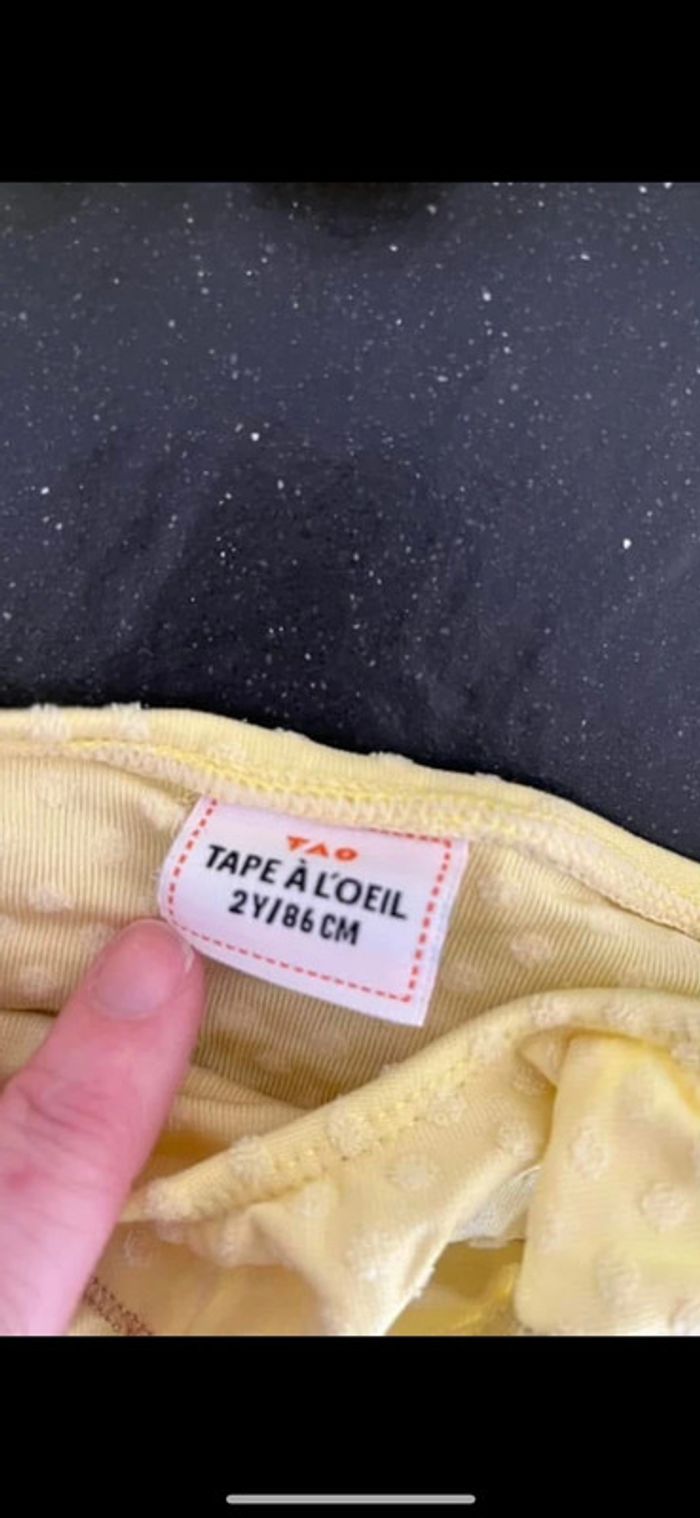 TAO
TAPE À L'OEIL
2Y/86 CM